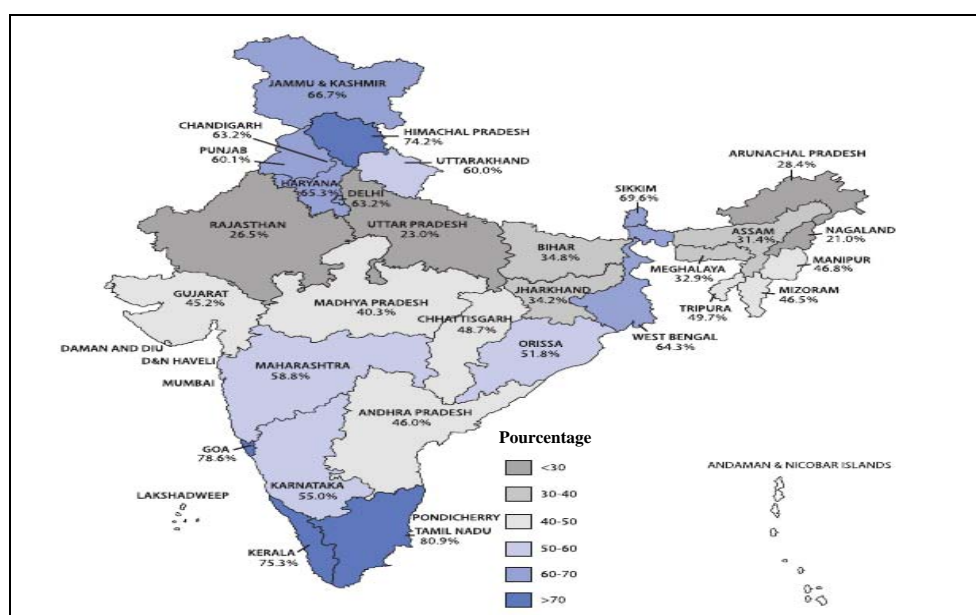 JAMMU & KASHMIR
66.7%
CHANDIGARH
63.2%
HIMACHAL PRADESH
74.2%
PUNJAB
60.1%
UTTARAKHAND
60.0%
ARUNACHAL PRADESH
28.4%
HARYANA
65.3%
DELHI
63.2%
SIKKIM
69.6%
RAJASTHAN
26.5%
UTTAR PRADESH
23.0%
ASSAM
31.4%
NAGALAND
21.0%
BIHAR
34.8%
MEGHALAYA
32.9%
MANIPUR
46.8%
GUJARAT
45.2%
MADHYA PRADESH
40.3%
JHARKHAND
34.2%
TRIPURA
49.7%
MIZORAM
46.5%
CHHATTISGARH
48.7%
WEST BENGAL
64.3%
DAMAN AND DIU
D&N HAVELI
MUMBAI
MAHARASHTRA
58.8%
ORISSA
51.8%
ANDHRA PRADESH
46.0%
GOA
78.6%
Pourcentage
<30
30-40
40-50
50-60
60-70
>70
ANDAMAN & NICOBAR ISLANDS
KARNATAKA
55.0%
LAKSHADWEEP
PONDICHERRY
TAMIL NADU
80.9%
KERALA
75.3%